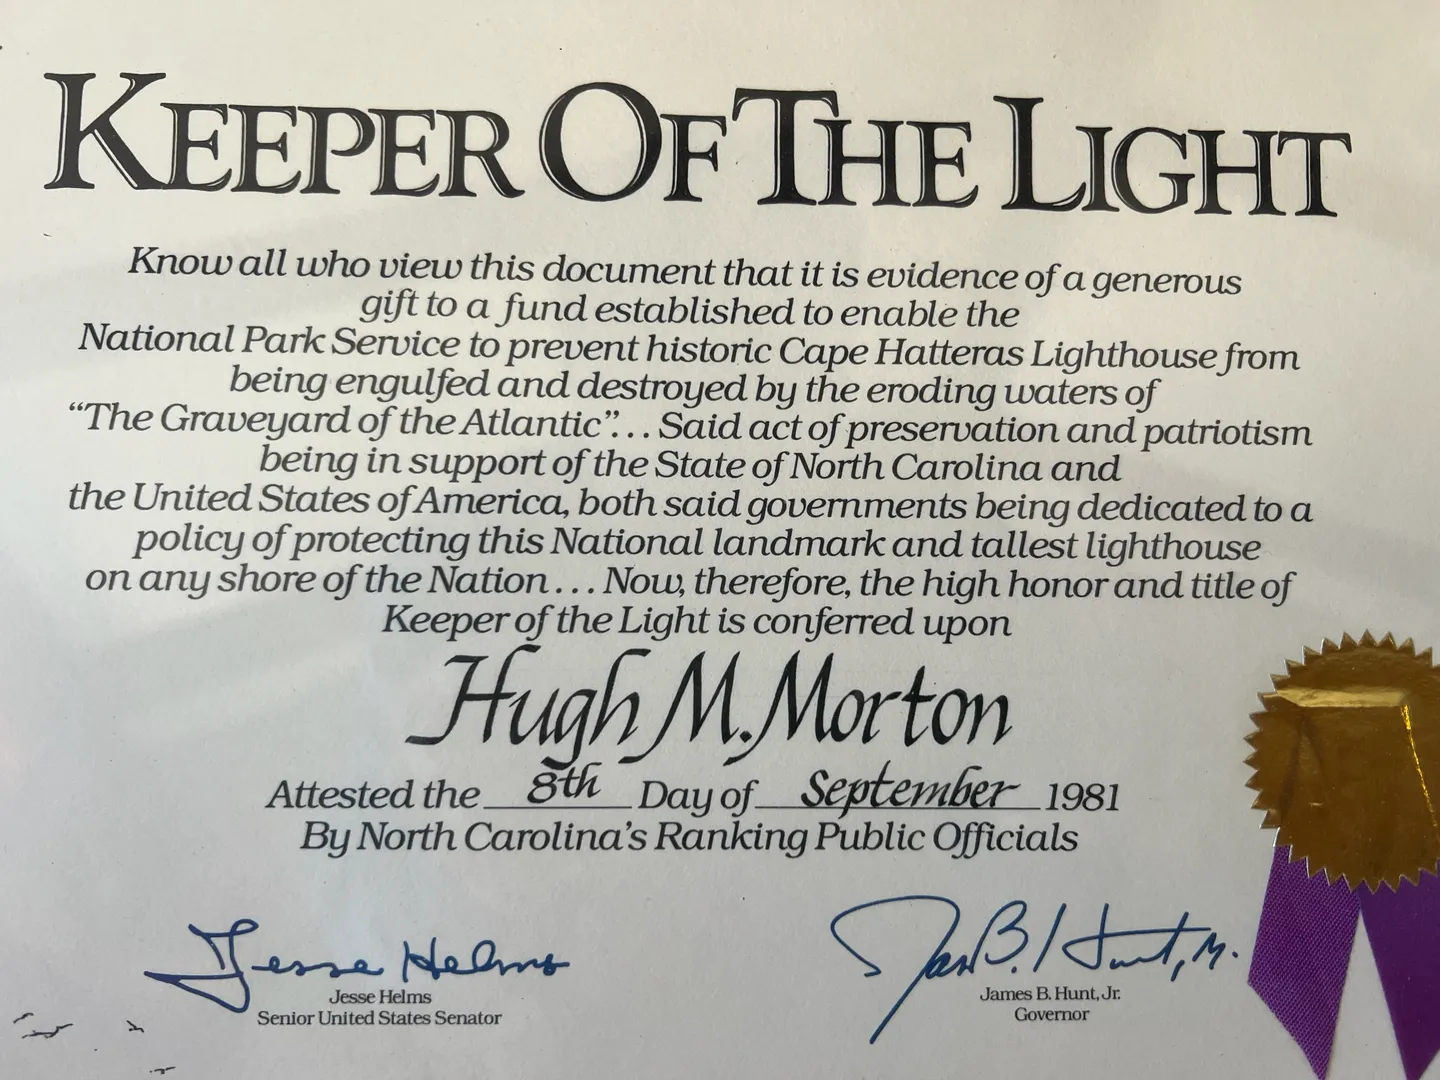 KEEPER OF THE LIGHT
Know all who view this document that it is evidence of a generous
gift to a fund established to enable the
National Park Service to prevent historic Cape Hatteras Lighthouse from
being engulfed and destroyed by the eroding waters of
“The Graveyard of the Atlantic”... Said act of preservation and patriotism
being in support of the State of North Carolina and
the United States of America, both said governments being dedicated to a
policy of protecting this National landmark and tallest lighthouse
on any shore of the Nation... Now, therefore, the high honor and title of
Keeper of the Light is conferred upon
Hugh M. Morton
Attested the 8th Day of September 1981
By North Carolina's Ranking Public Officials
Jesse Helms
Jesse Helms
Senior United States Senator
James B. Hunt, Jr.
James B. Hunt, Jr.
Governor